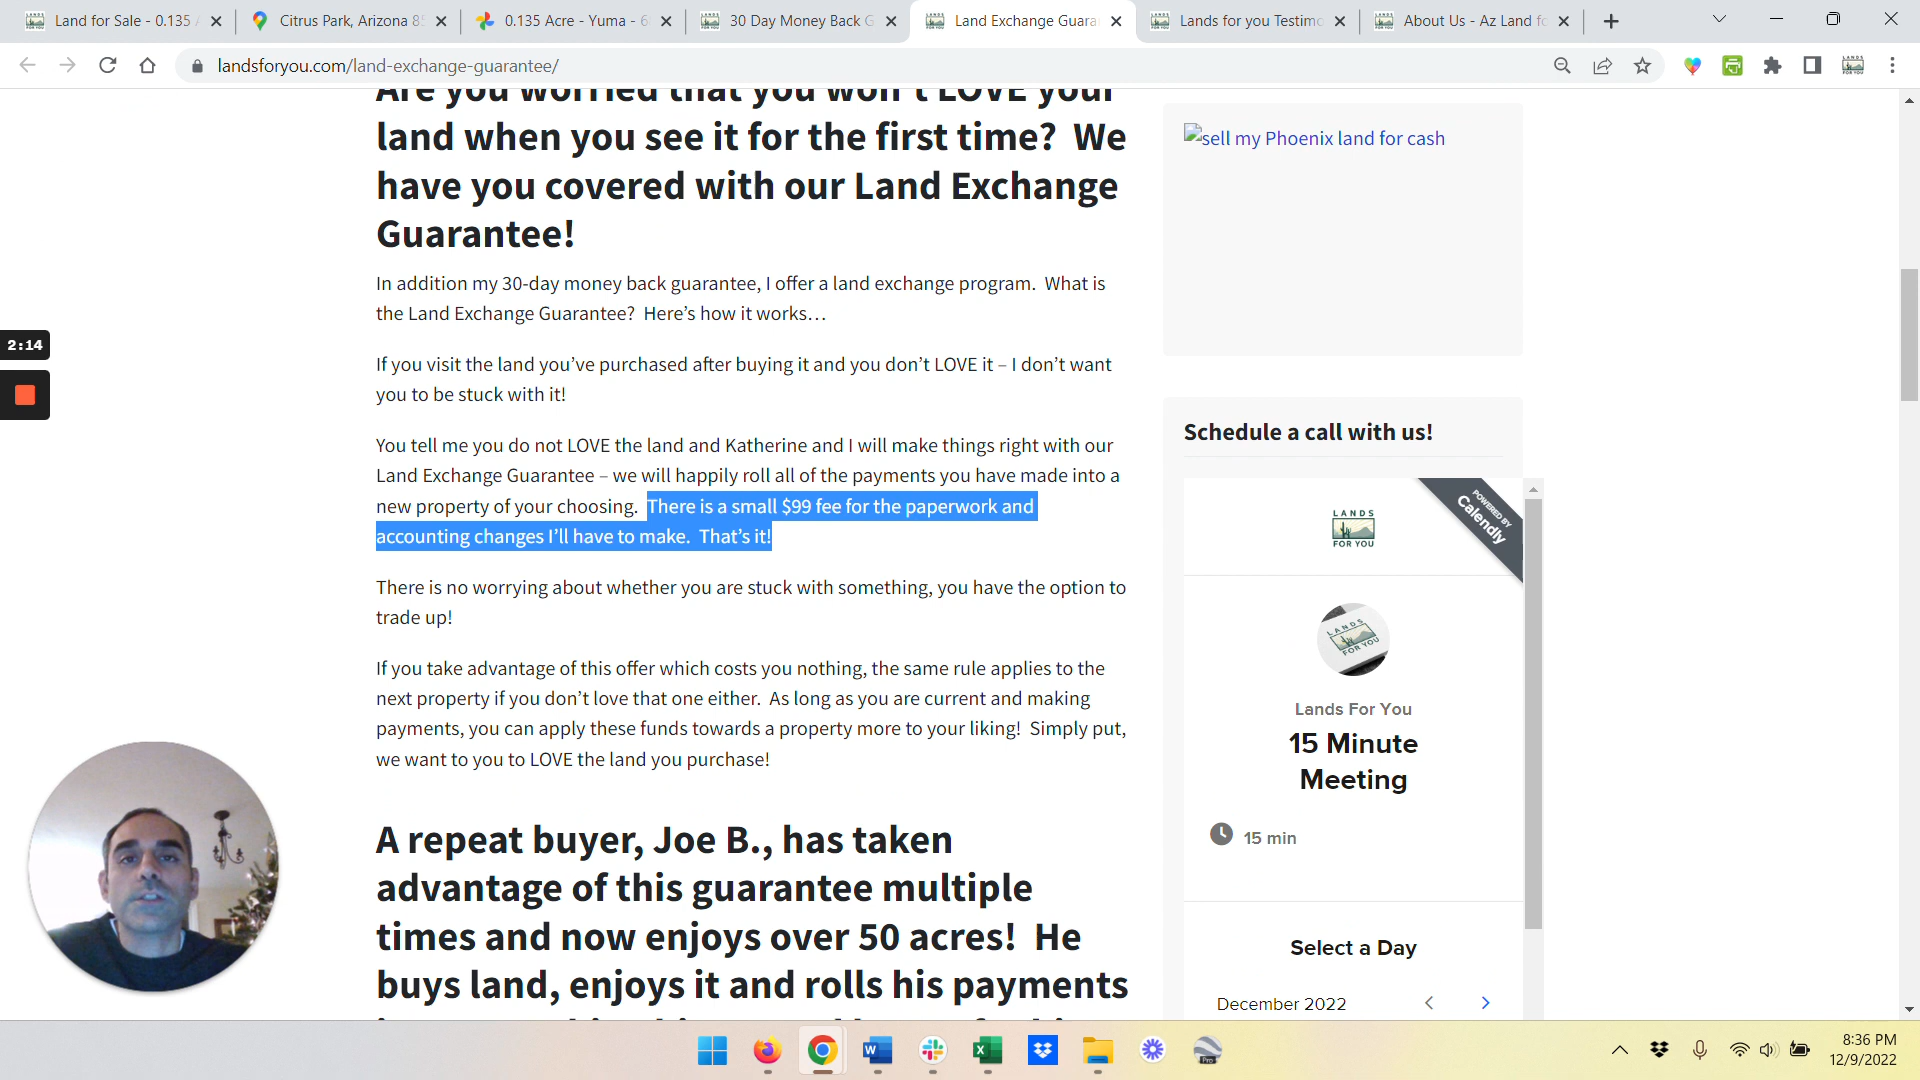 Land for Sale - 0.135
Citrus Park, Arizona 8
0.135 Acre - Yuma - 6
30 Day Money Back G
Land Exchange Guara
Lands for you Testimo
About Us - Az Land fo
landsforyou.com/land-exchange-guarantee/
Are you worried that you won't LOVE your
land when you see it for the first time?  We
have you covered with our Land Exchange
Guarantee!
In addition my 30-day money back guarantee, I offer a land exchange program.  What is
the Land Exchange Guarantee?  Here's how it works…
If you visit the land you've purchased after buying it and you don't LOVE it – I don't want
you to be stuck with it!
You tell me you do not LOVE the land and Katherine and I will make things right with our
Land Exchange Guarantee – we will happily roll all of the payments you have made into a
new property of your choosing.  There is a small $99 fee for the paperwork and
accounting changes I'll have to make.  That's it!
There is no worrying about whether you are stuck with something, you have the option to
trade up!
If you take advantage of this offer which costs you nothing, the same rule applies to the
next property if you don't love that one either.  As long as you are current and making
payments, you can apply these funds towards a property more to your liking!  Simply put,
we want to you to LOVE the land you purchase!
A repeat buyer, Joe B., has taken
advantage of this guarantee multiple
times and now enjoys over 50 acres!  He
buys land, enjoys it and rolls his payments
sell my Phoenix land for cash
Schedule a call with us!
POWERED BY
Calendly
LANDS
FOR YOU
LANDS
FOR YOU
Lands For You
15 Minute
Meeting
15 min
Select a Day
December 2022
2:14
Pro
8:36 PM
12/9/2022